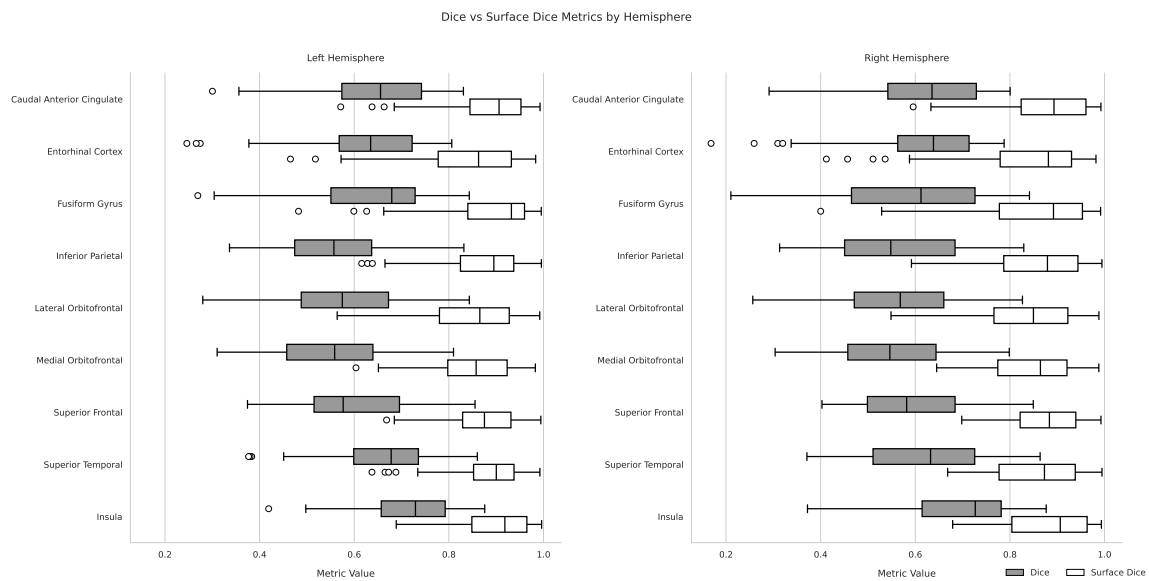 Dice vs Surface Dice Metrics by Hemisphere
Left Hemisphere
Caudal Anterior Cingulate
Entorhinal Cortex
Fusiform Gyrus
Inferior Parietal
Lateral Orbitofrontal
Medial Orbitofrontal
Superior Frontal
Superior Temporal
Insula
0.2 0.4 0.6 0.8 1.0
Metric Value
Right Hemisphere
Caudal Anterior Cingulate
Entorhinal Cortex
Fusiform Gyrus
Inferior Parietal
Lateral Orbitofrontal
Medial Orbitofrontal
Superior Frontal
Superior Temporal
Insula
0.2 0.4 0.6 0.8 1.0
Metric Value
Dice Surface Dice